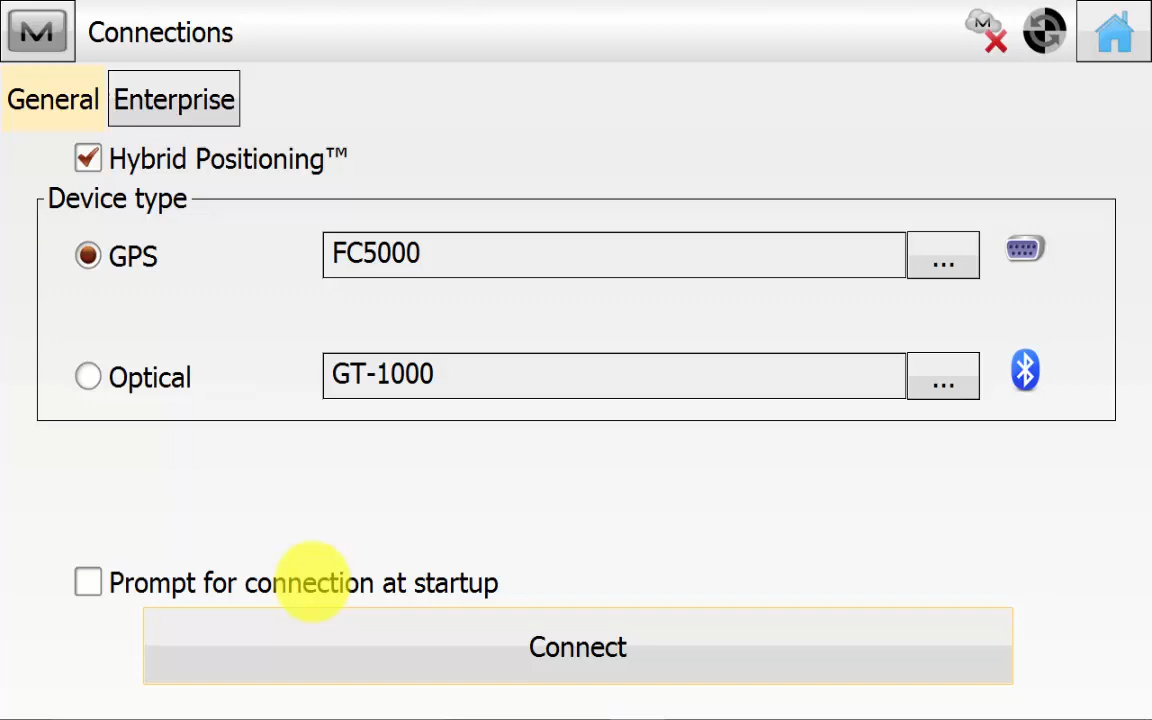 M Connections M
General Enterprise
Hybrid Positioning™
Device type
GPS FC5000 ...
Optical GT-1000 ...
Prompt for connection at startup
Connect